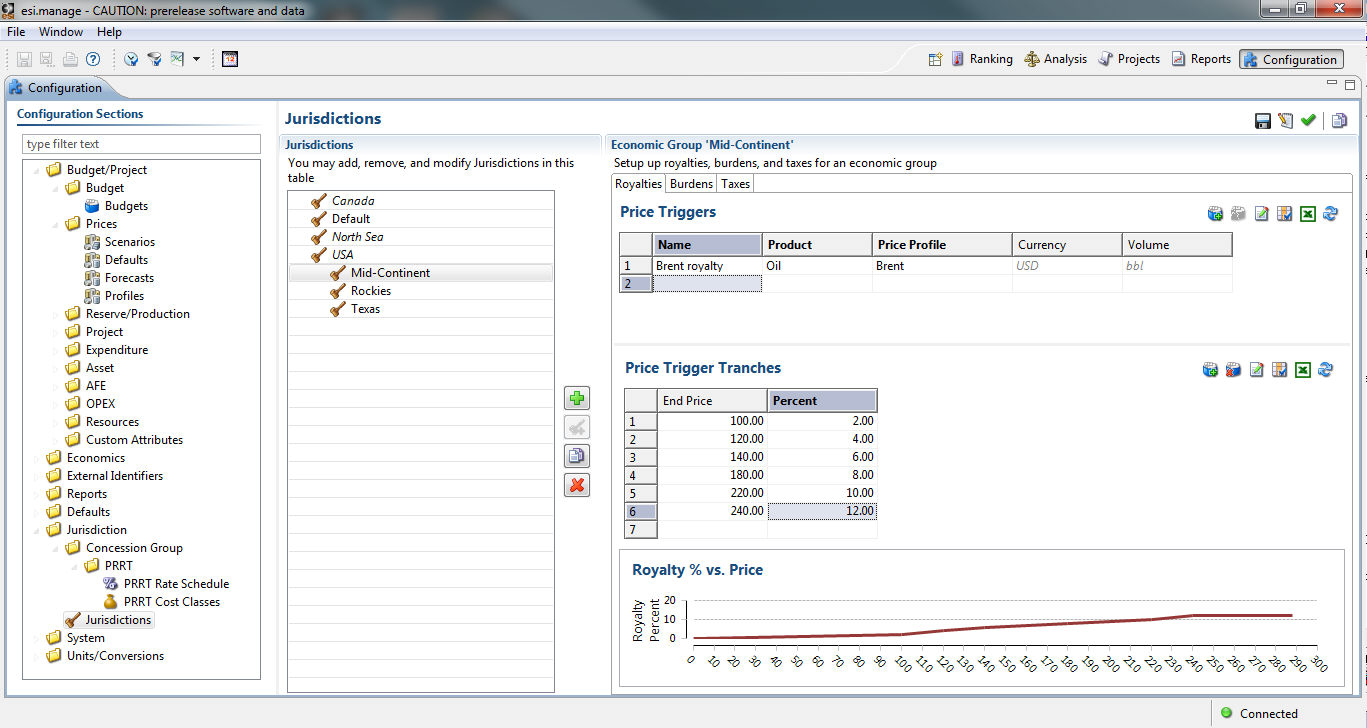 esi.manage - CAUTION: prerelease software and data
esi
File Window Help
12
Ranking Analysis Projects Reports Configuration
Configuration
Configuration Sections
type filter text
Budget/Project
Budget
Budgets
Prices
Scenarios
Defaults
Forecasts
Profiles
Reserve/Production
Project
Expenditure
Asset
AFE
OPEX
Resources
Custom Attributes
Economics
External Identifiers
Reports
Defaults
Jurisdiction
Concession Group
PRRT
PRRT Rate Schedule
PRRT Cost Classes
Jurisdictions
System
Units/Conversions
Jurisdictions
Jurisdictions
You may add, remove, and modify Jurisdictions in this
table
Canada
Default
North Sea
USA
Mid-Continent
Rockies
Texas
Economic Group 'Mid-Continent'
Setup up royalties, burdens, and taxes for an economic group
Royalties Burdens Taxes
Price Triggers
Name Product Price Profile Currency Volume
1 Brent royalty Oil Brent USD bbl
2
Price Trigger Tranches
End Price Percent
1 100.00 2.00
2 120.00 4.00
3 140.00 6.00
4 180.00 8.00
5 220.00 10.00
6 240.00 12.00
7
Royalty % vs. Price
Royalty
Percent
20
10
0
0 10 20 30 40 50 60 70 80 90 100 110 120 130 140 150 160 170 180 190 200 210 220 230 240 250 260 270 280 290 300
Connected